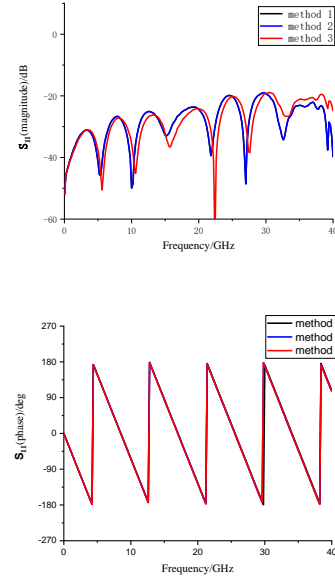 method 1
method 2
method 3
0
-20
-40
-60
S₁₁(magnitude)/dB
0 10 20 30 40
Frequency/GHz
method
method
method
270
180
90
0
-90
-180
-270
S₁₁(phase)/deg
0 10 20 30 40
Frequency/GHz